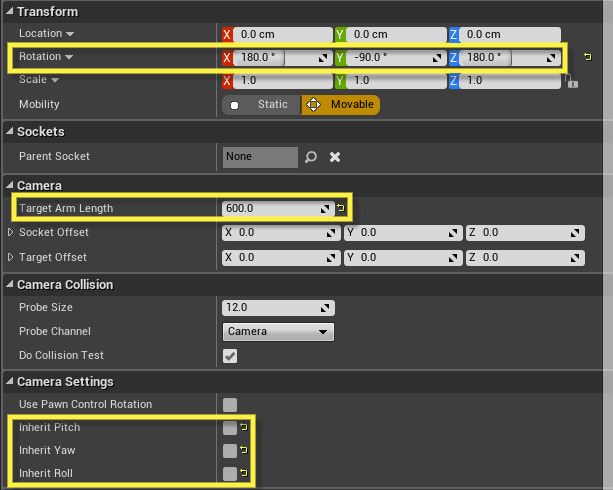 Transform
Location X 0.0 cm Y 0.0 cm Z 0.0 cm
Rotation X 180.0 ° Y -90.0 ° Z 180.0 °
Scale X 1.0 Y 1.0 Z 1.0
Mobility Static Movable
Sockets
Parent Socket None
Camera
Target Arm Length 600.0
Socket Offset X 0.0 Y 0.0 Z 0.0
Target Offset X 0.0 Y 0.0 Z 0.0
Camera Collision
Probe Size 12.0
Probe Channel Camera
Do Collision Test
Camera Settings
Use Pawn Control Rotation
Inherit Pitch
Inherit Yaw
Inherit Roll